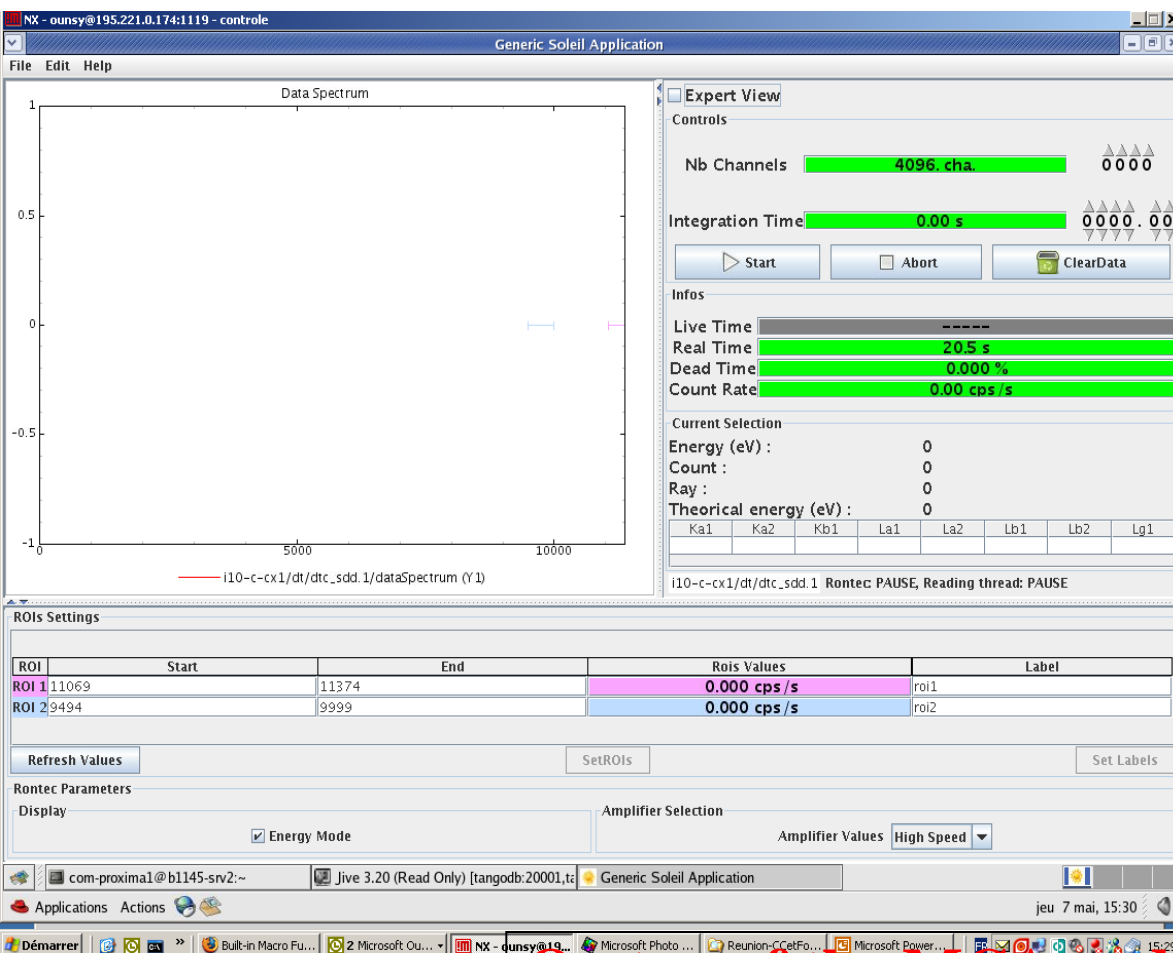 NX - ounsy@195.221.0.174:1119 - controle
Generic Soleil Application
File Edit Help
Data Spectrum
1
0.5
0
-0.5
-1
0 5000 10000
i10-c-cx1/dt/dtc_sdd.1/dataSpectrum (Y1)
Expert View
Controls
Nb Channels 4096. cha. 0000
Integration Time 0.00 s 0000.00
Start Abort ClearData
Infos
Live Time -----
Real Time 20.5 s
Dead Time 0.000 %
Count Rate 0.00 cps/s
Current Selection
Energy (eV) : 0
Count : 0
Ray : 0
Theorical energy (eV) : 0
Ka1 Ka2 Kb1 La1 La2 Lb1 Lb2 Lg1
i10-c-cx1/dt/dtc_sdd.1 Rontec: PAUSE, Reading thread: PAUSE
ROIs Settings
ROI Start End Rois Values Label
ROI 1 11069 11374 0.000 cps/s roi1
ROI 2 9494 9999 0.000 cps/s roi2
Refresh Values SetROIs Set Labels
Rontec Parameters
Display
Energy Mode
Amplifier Selection
Amplifier Values High Speed
com-proxima1@b1145-srv2:~ Jive 3.20 (Read Only) [tangodb:20001,ta Generic Soleil Application
Applications Actions jeu 7 mai, 15:30
Démarrer » Built-in Macro Fu... 2 Microsoft Ou... NX - ounsy@19... Microsoft Photo ... Reunion-CCetFo... Microsoft Power... FR 15:29